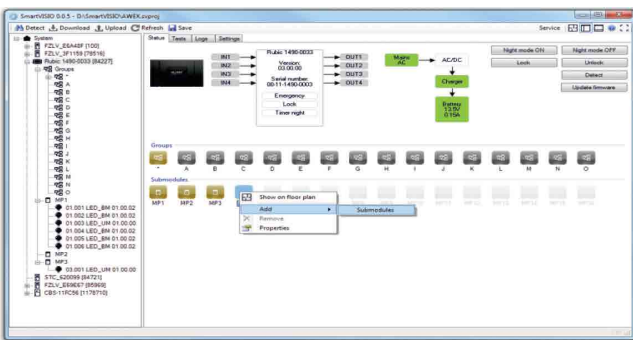 SmartVISIO 0.0.5 - D:\SmartVISIO\AWEK.svproj
Detect Download Upload Refresh Save
Service
Status Tests Logs Settings
System
FZLV_E8A48F [100]
FZLV_3F1159 [78516]
Rubic 1490-0033 [84227]
Groups
-
A
B
C
D
E
F
G
H
I
J
K
L
M
N
O
MP1
01.001 LED_BM 01.00.02
01.002 LED_BM 01.00.02
01.003 LED_UM 01.00.00
01.004 LED_BM 01.00.02
01.005 LED_BM 01.00.02
01.006 LED_BM 01.00.02
MP2
MP3
03.001 LED_UM 01.00.00
STC_620099 [84721]
FZLV_E69E67 [95969]
CBS-11FC56 [1178710]
IN1
IN2
IN3
IN4
Rubic 1490-0033
Version:
03.00.00
Serial number:
00-11-1490-0003
Emergency
Lock
Timer night
OUT1
OUT2
OUT3
OUT4
Mains
AC
AC/DC
Charger
Battery
13.5V
0.15A
Night mode ON Night mode OFF
Lock Unlock
Detect
Update firmware
Groups
- A B C D E F G H I J K L M N O
Submodules
MP1 MP2 MP3
Show on floor plan
Add
Submodules
Remove
Properties